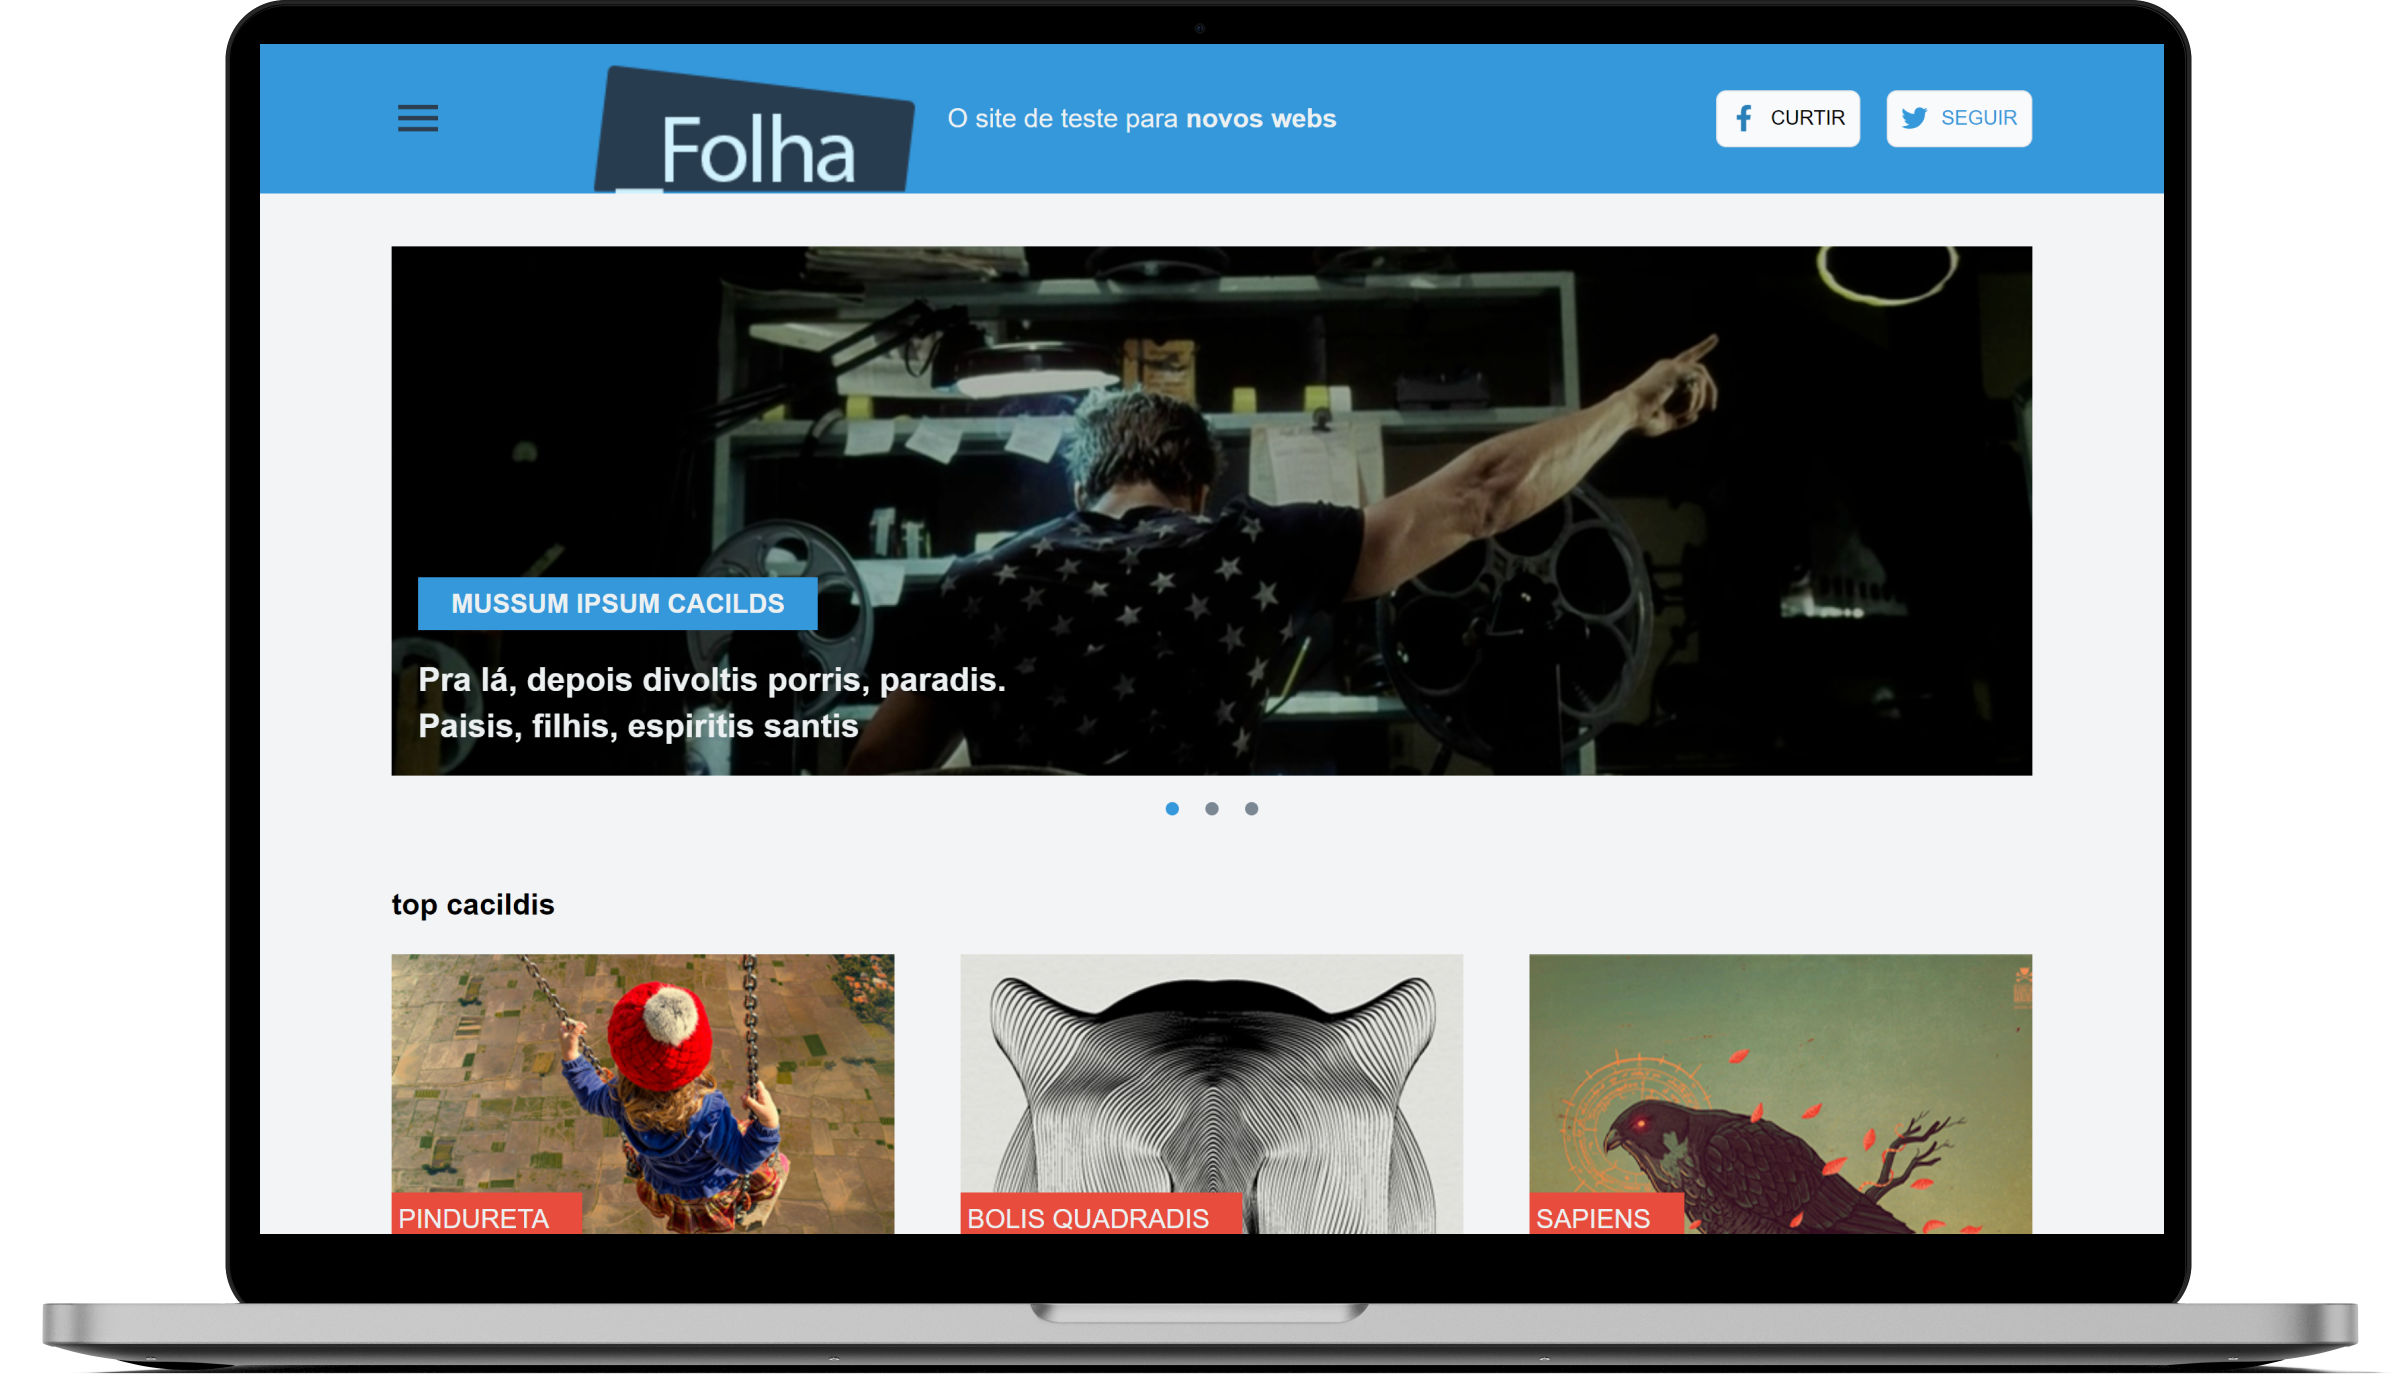 Folha
O site de teste para novos webs
CURTIR
SEGUIR
MUSSUM IPSUM CACILDS
Pra lá, depois divoltis porris, paradis.
Paisis, filhis, espiritis santis
top cacildis
PINDURETA
BOLIS QUADRADIS
SAPIENS